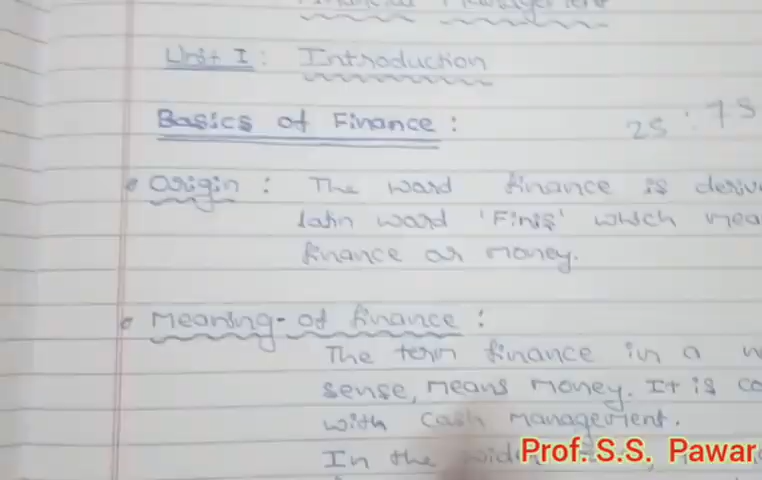 Financial Management
Unit I : Introduction
Basics of Finance :
25 : 75
Origin : The word finance is
latin word 'Finis' which
finance or money.
Meaning of finance :
The term finance in a
sense, means money. It is
with cash management.
In the
Prof. S.S. Pawar